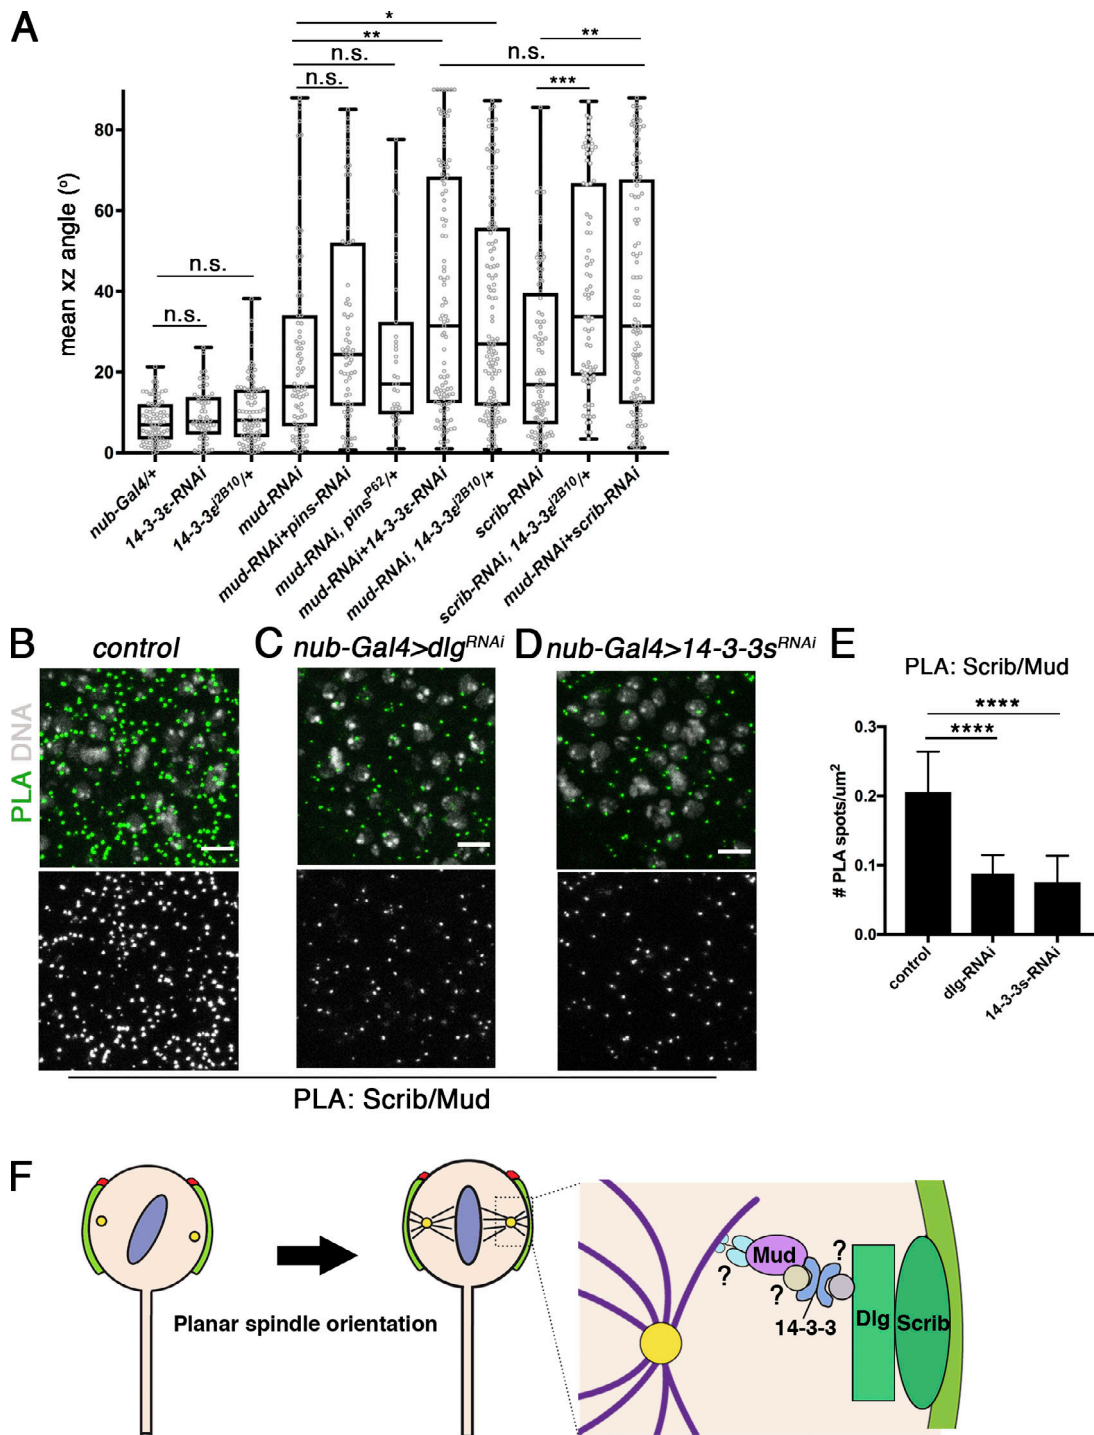 A
*
**
n.s.
n.s.
**
n.s.
***
n.s.
n.s.
mean xz angle (º)
80
60
40
20
0
nub-Gal4/+
14-3-3ε-RNAi
14-3-3ε^j2B10/+
mud-RNAi
mud-RNAi+pins-RNAi
mud-RNAi, pins^P62/+
mud-RNAi+14-3-3ε-RNAi
mud-RNAi, 14-3-3ε^j2B10/+
scrib-RNAi
scrib-RNAi, 14-3-3ε^j2B10/+
mud-RNAi+scrib-RNAi
B control
C nub-Gal4>dlg^RNAi
D nub-Gal4>14-3-3s^RNAi
PLA DNA
PLA: Scrib/Mud
E
PLA: Scrib/Mud
****
****
# PLA spots/um²
0.3
0.2
0.1
0.0
control
dlg-RNAi
14-3-3s-RNAi
F
Planar spindle orientation
Mud
?
?
?
14-3-3
Dlg
Scrib